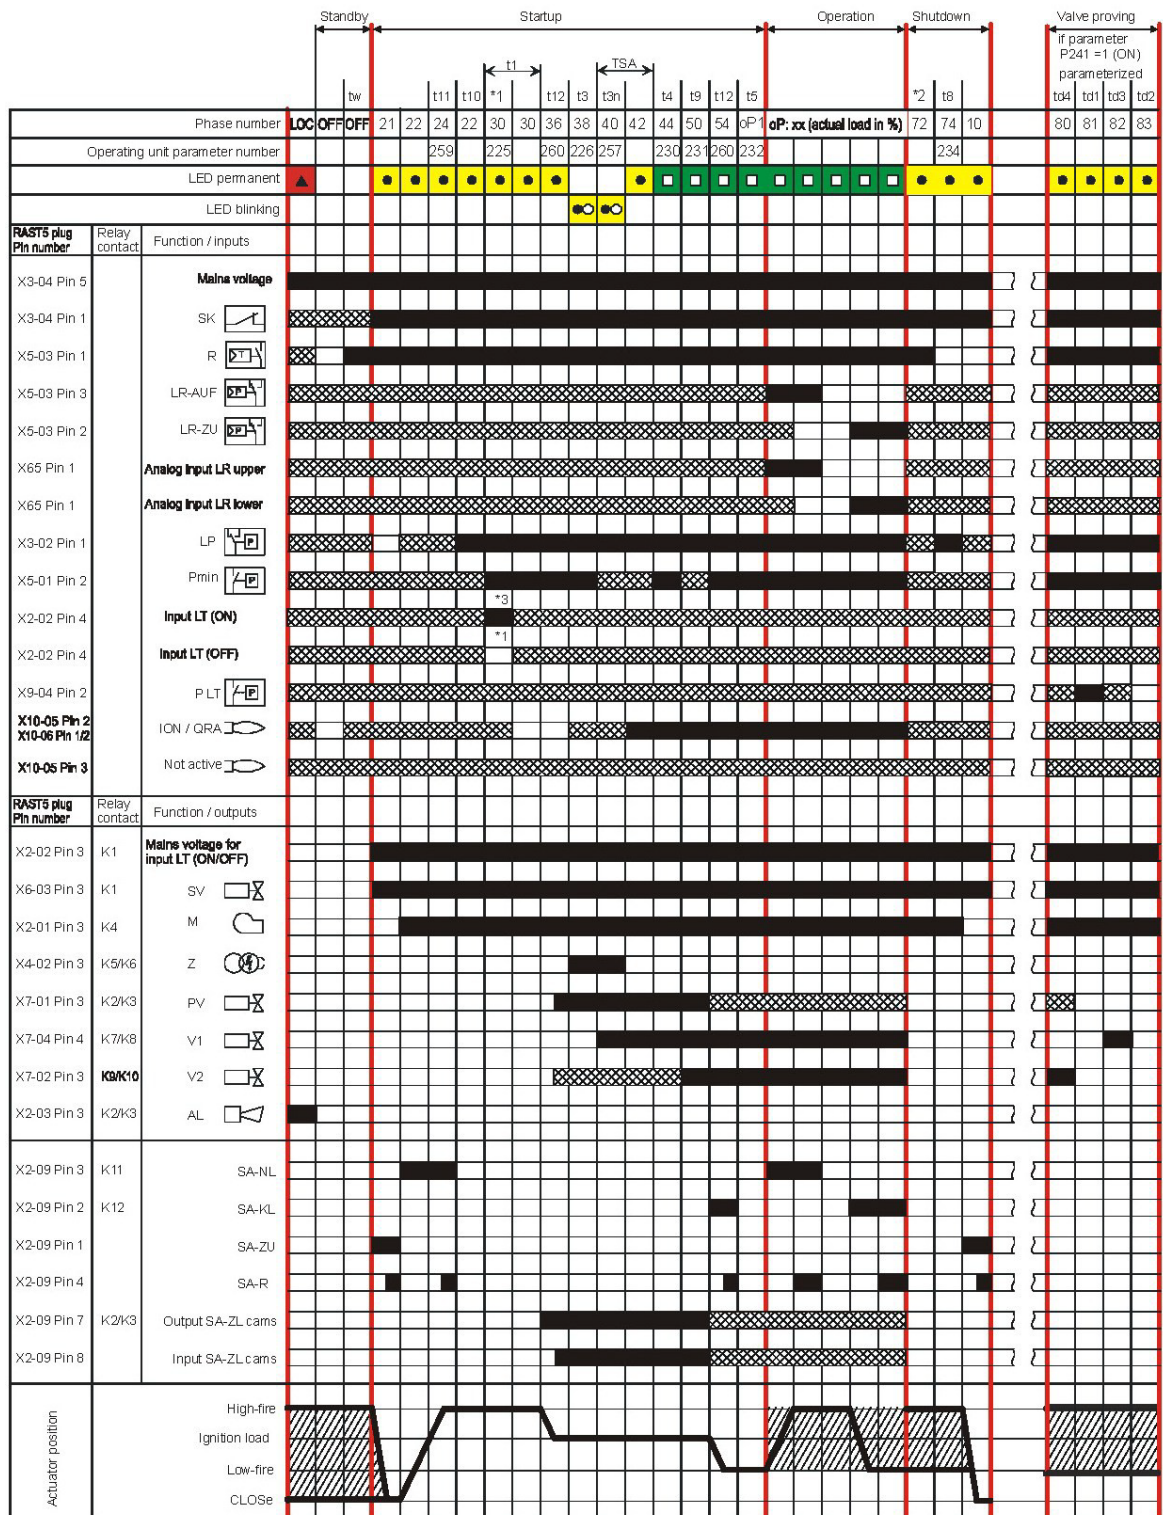 Standby Startup Operation Shutdown Valve proving
if parameter
P241 =1 (ON)
parameterized
t1 TSA
tw t11 t10 *1 t12 t3 t3n t4 t9 t12 t5 *2 t8 td4 td1 td3 td2
Phase number LOC OFF OFF 21 22 24 22 30 30 36 38 40 42 44 50 54 oP1 oP: xx (actual load in %) 72 74 10 80 81 82 83
Operating unit parameter number 259 225 260 226 257 230 231 260 232 234
LED permanent
LED blinking
RAST5 plug Pin number Relay contact Function / inputs
X3-04 Pin 5 Mains voltage
X3-04 Pin 1 SK
X5-03 Pin 1 R
X5-03 Pin 3 LR-AUF
X5-03 Pin 2 LR-ZU
X65 Pin 1 Analog Input LR upper
X65 Pin 1 Analog Input LR lower
X3-02 Pin 1 LP
X5-01 Pin 2 Pmin
*3
X2-02 Pin 4 Input LT (ON)
*1
X2-02 Pin 4 Input LT (OFF)
X9-04 Pin 2 P LT
X10-05 Pin 2
X10-06 Pin 1/2 ION / QRA
X10-05 Pin 3 Not active
RAST5 plug Pin number Relay contact Function / outputs
X2-02 Pin 3 K1 Mains voltage for
input LT (ON/OFF)
X6-03 Pin 3 K1 SV
X2-01 Pin 3 K4 M
X4-02 Pin 3 K5/K6 Z
X7-01 Pin 3 K2/K3 PV
X7-04 Pin 4 K7/K8 V1
X7-02 Pin 3 K9/K10 V2
X2-03 Pin 3 K2/K3 AL
X2-09 Pin 3 K11 SA-NL
X2-09 Pin 2 K12 SA-KL
X2-09 Pin 1 SA-ZU
X2-09 Pin 4 SA-R
X2-09 Pin 7 K2/K3 Output SA-ZL cams
X2-09 Pin 8 Input SA-ZL cams
Actuator position
High-fire
Ignition load
Low-fire
CLOSe